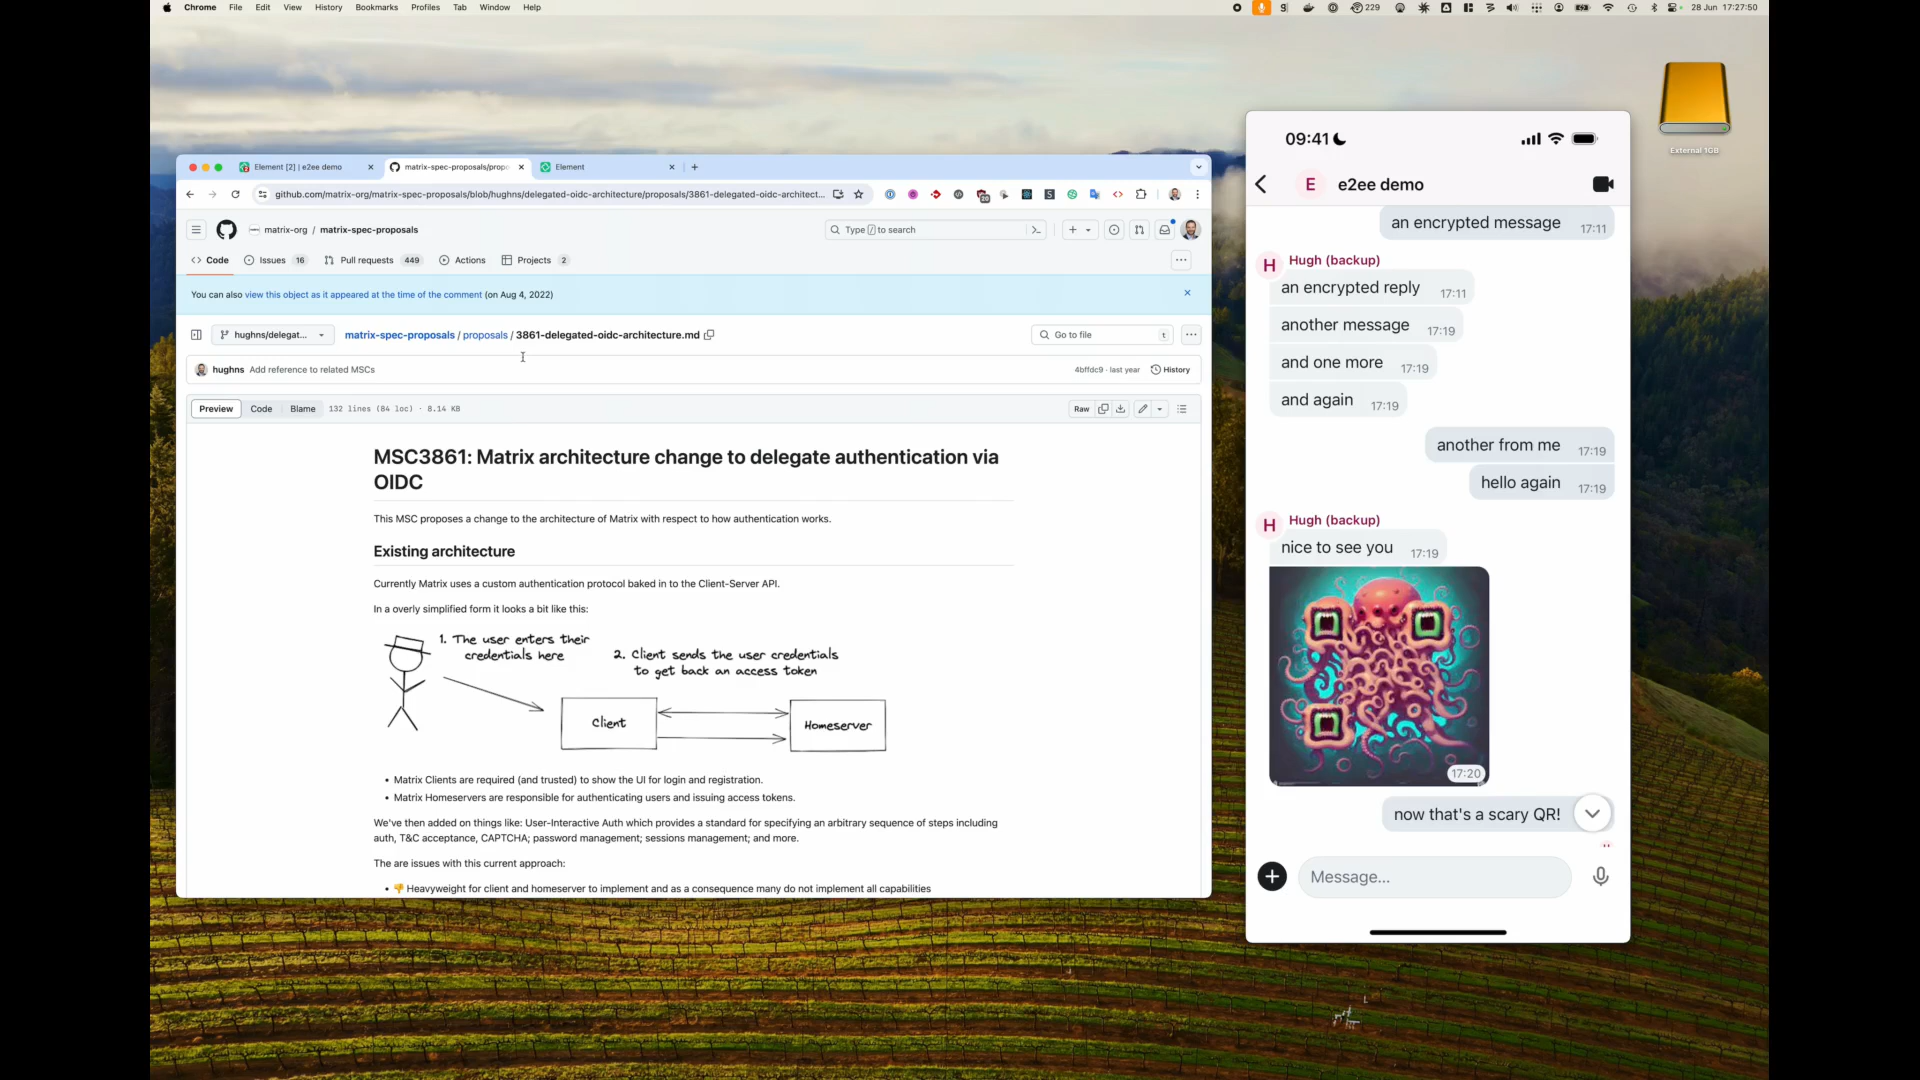 Chrome File Edit View History Bookmarks Profiles Tab Window Help
229
28 Jun 17:27:50
External 1GB
Element [2] | e2ee demo
matrix-spec-proposals/propo
Element
github.com/matrix-org/matrix-spec-proposals/blob/hughns/delegated-oidc-architecture/proposals/3861-delegated-oidc-architect...
20
matrix-org / matrix-spec-proposals
Type / to search
Code Issues 16 Pull requests 449 Actions Projects 2
You can also view this object as it appeared at the time of the comment (on Aug 4, 2022)
hughns/delegat...
matrix-spec-proposals / proposals / 3861-delegated-oidc-architecture.md
Go to file t
hughns Add reference to related MSCs
4bffdc9 · last year History
Preview Code Blame 132 lines (84 loc) · 8.14 KB
Raw
MSC3861: Matrix architecture change to delegate authentication via
OIDC
This MSC proposes a change to the architecture of Matrix with respect to how authentication works.
Existing architecture
Currently Matrix uses a custom authentication protocol baked in to the Client-Server API.
In a overly simplified form it looks a bit like this:
1. The user enters their
credentials here
2. Client sends the user credentials
to get back an access token
Client
Homeserver
• Matrix Clients are required (and trusted) to show the UI for login and registration.
• Matrix Homeservers are responsible for authenticating users and issuing access tokens.
We've then added on things like: User-Interactive Auth which provides a standard for specifying an arbitrary sequence of steps including
auth, T&C acceptance, CAPTCHA; password management; sessions management; and more.
The are issues with this current approach:
• 👎 Heavyweight for client and homeserver to implement and as a consequence many do not implement all capabilities
09:41
E e2ee demo
an encrypted message 17:11
H Hugh (backup)
an encrypted reply 17:11
another message 17:19
and one more 17:19
and again 17:19
another from me 17:19
hello again 17:19
H Hugh (backup)
nice to see you 17:19
17:20
now that's a scary QR!
Message...